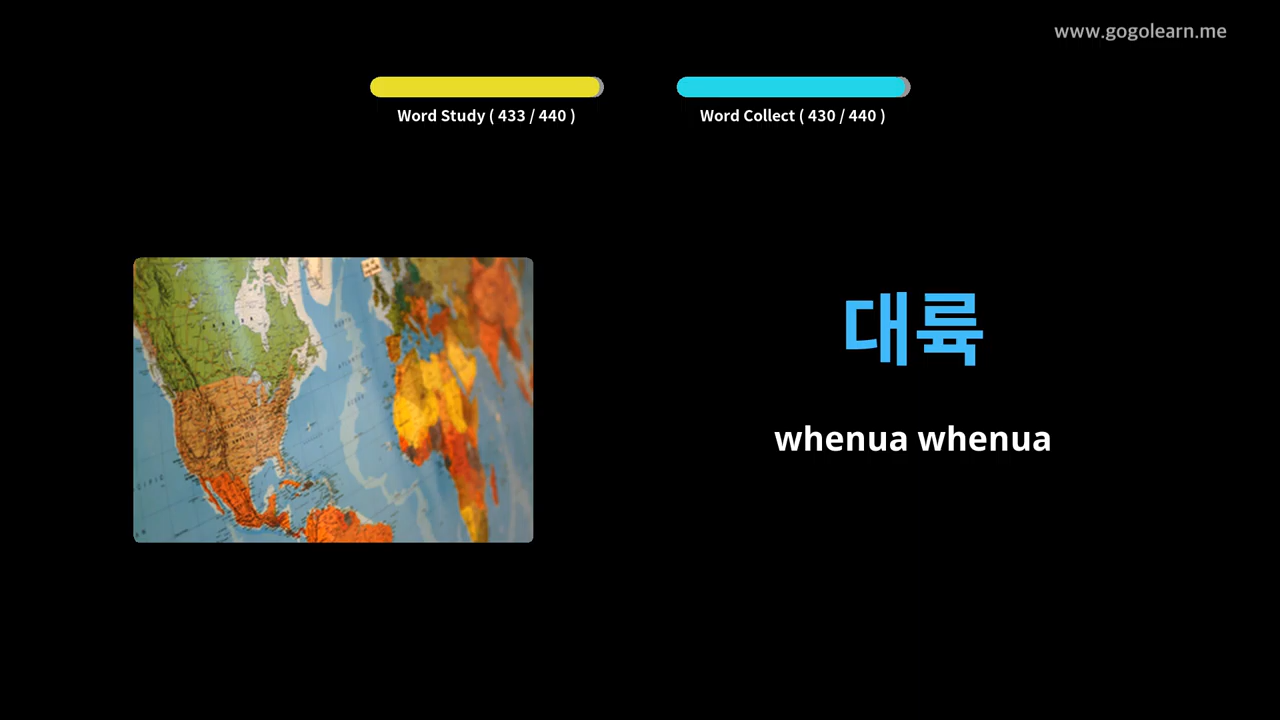 www.gogolearn.me
Word Study ( 433 / 440 )
Word Collect ( 430 / 440 )
대륙
whenua whenua